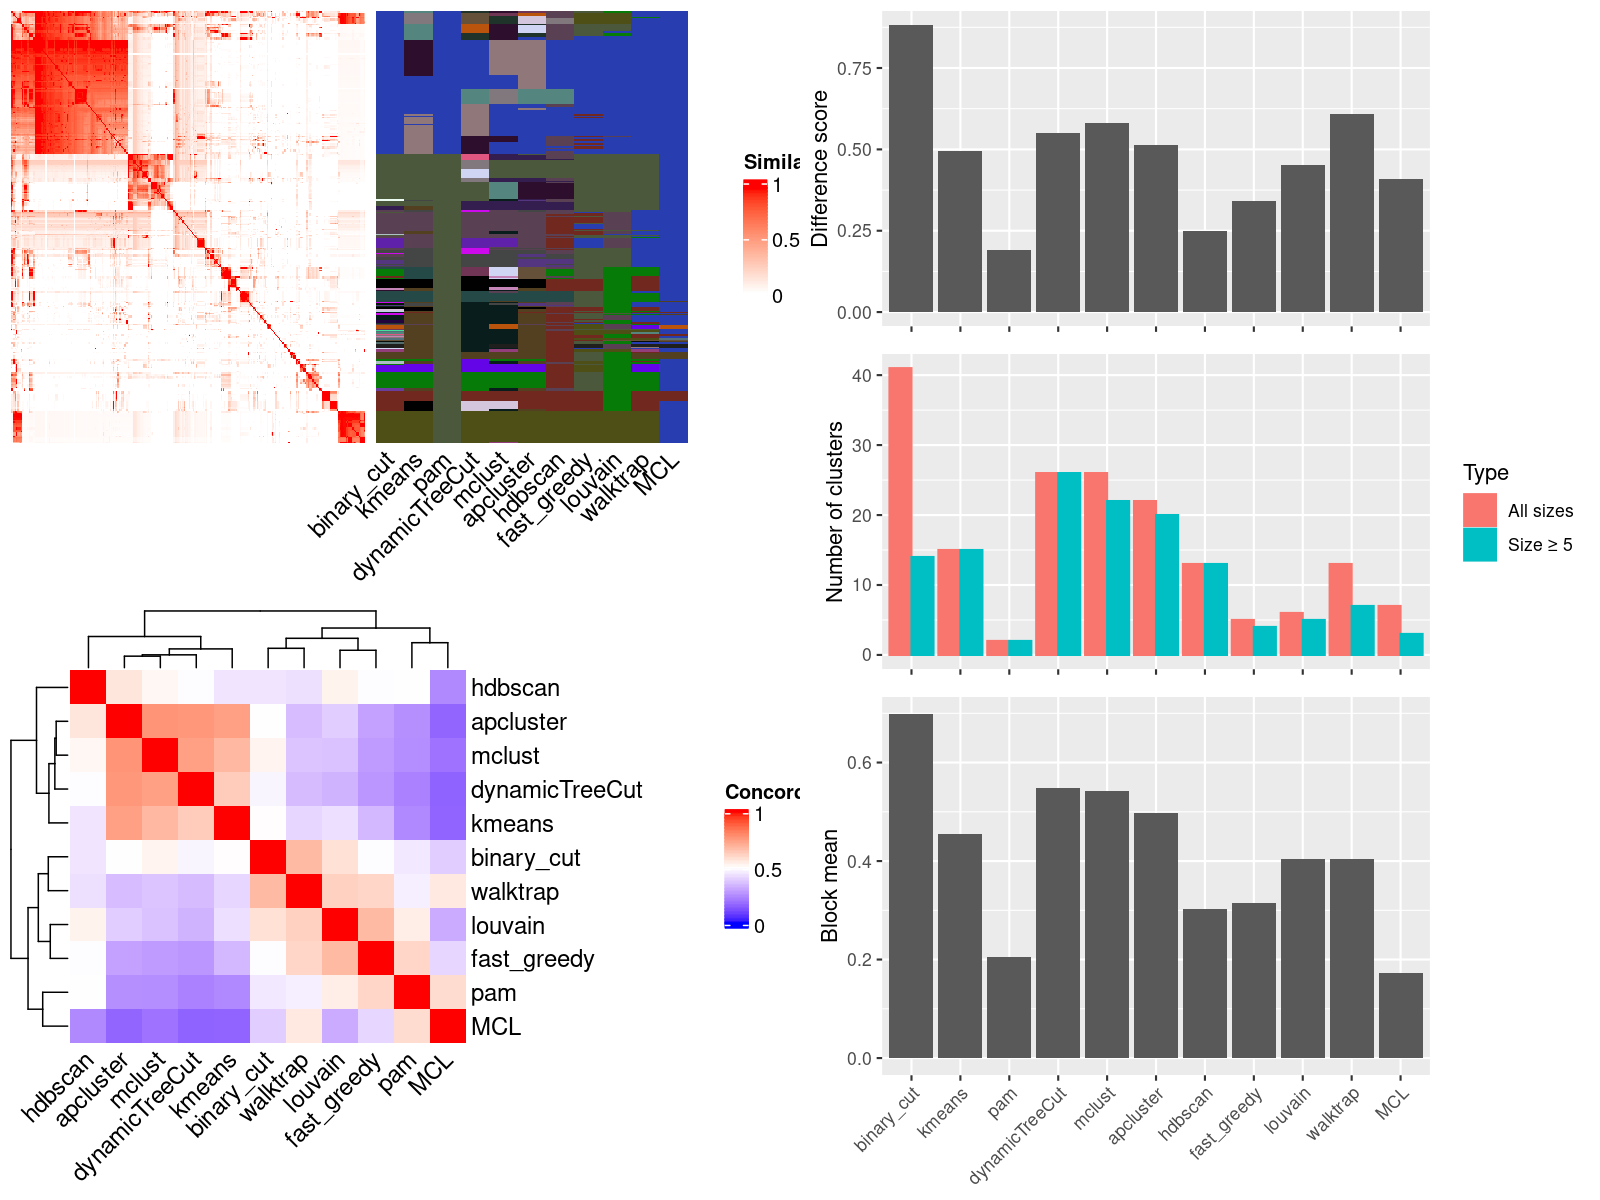 Simila
1
0.5
0
binary_cut
kmeans
pam
dynamicTreeCut
mclust
apcluster
hdbscan
fast_greedy
louvain
walktrap
MCL
hdbscan
apcluster
mclust
dynamicTreeCut
kmeans
binary_cut
walktrap
louvain
fast_greedy
pam
MCL
Concord
1
0.5
0
hdbscan
apcluster
mclust
dynamicTreeCut
kmeans
binary_cut
walktrap
louvain
fast_greedy
pam
MCL
Difference score
0.75
0.50
0.25
0.00
Number of clusters
40
30
20
10
0
Type
All sizes
Size ≥ 5
Block mean
0.6
0.4
0.2
0.0
binary_cut
kmeans
pam
dynamicTreeCut
mclust
apcluster
hdbscan
fast_greedy
louvain
walktrap
MCL